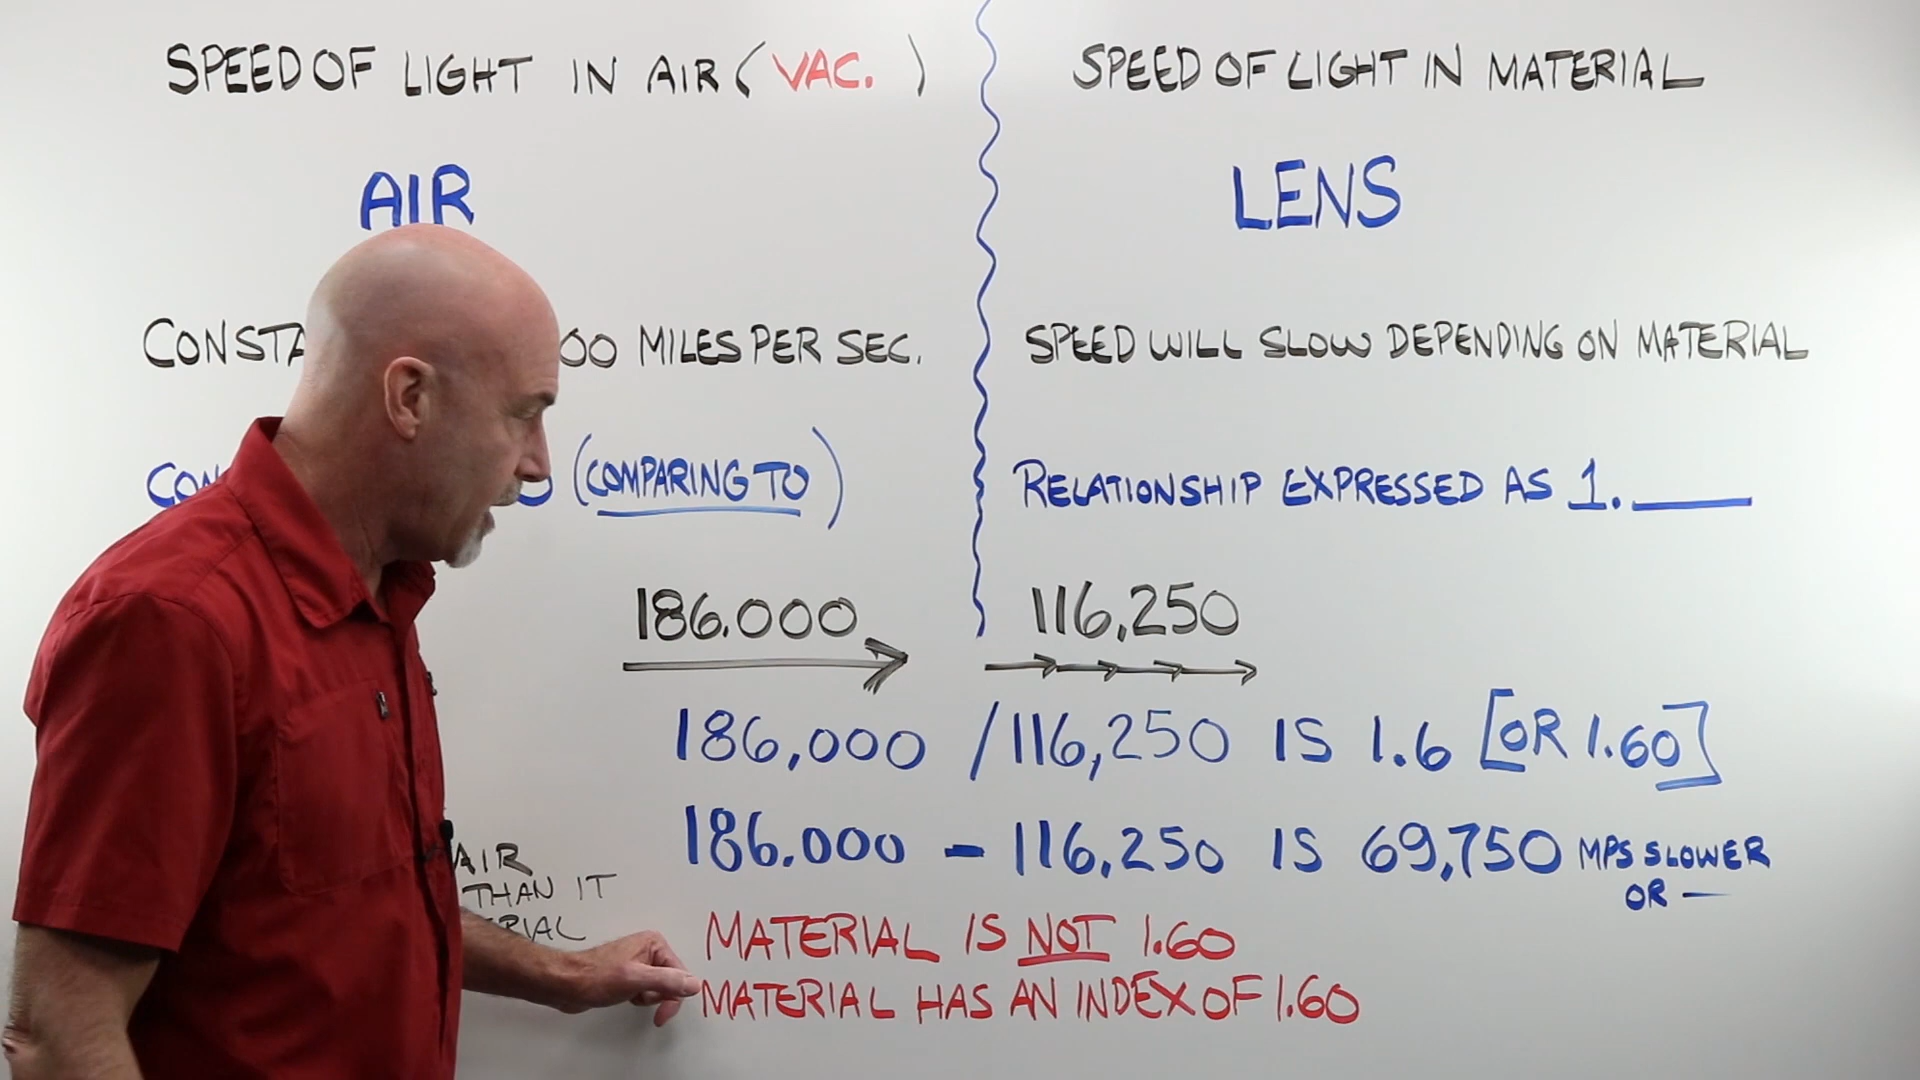 SPEED OF LIGHT IN AIR (VAC.)
AIR
00 MILES PER SEC.
(COMPARING TO)
186.000
SPEED OF LIGHT IN MATERIAL
LENS
SPEED WILL SLOW DEPENDING ON MATERIAL
RELATIONSHIP EXPRESSED AS 1.____
116,250
186,000 / 116,250 IS 1.6 [OR 1.60]
186.000 - 116,250 IS 69,750 MPS SLOWER
OR —
AIR
THAN IT
MATERIAL IS NOT 1.60
MATERIAL HAS AN INDEX OF 1.60